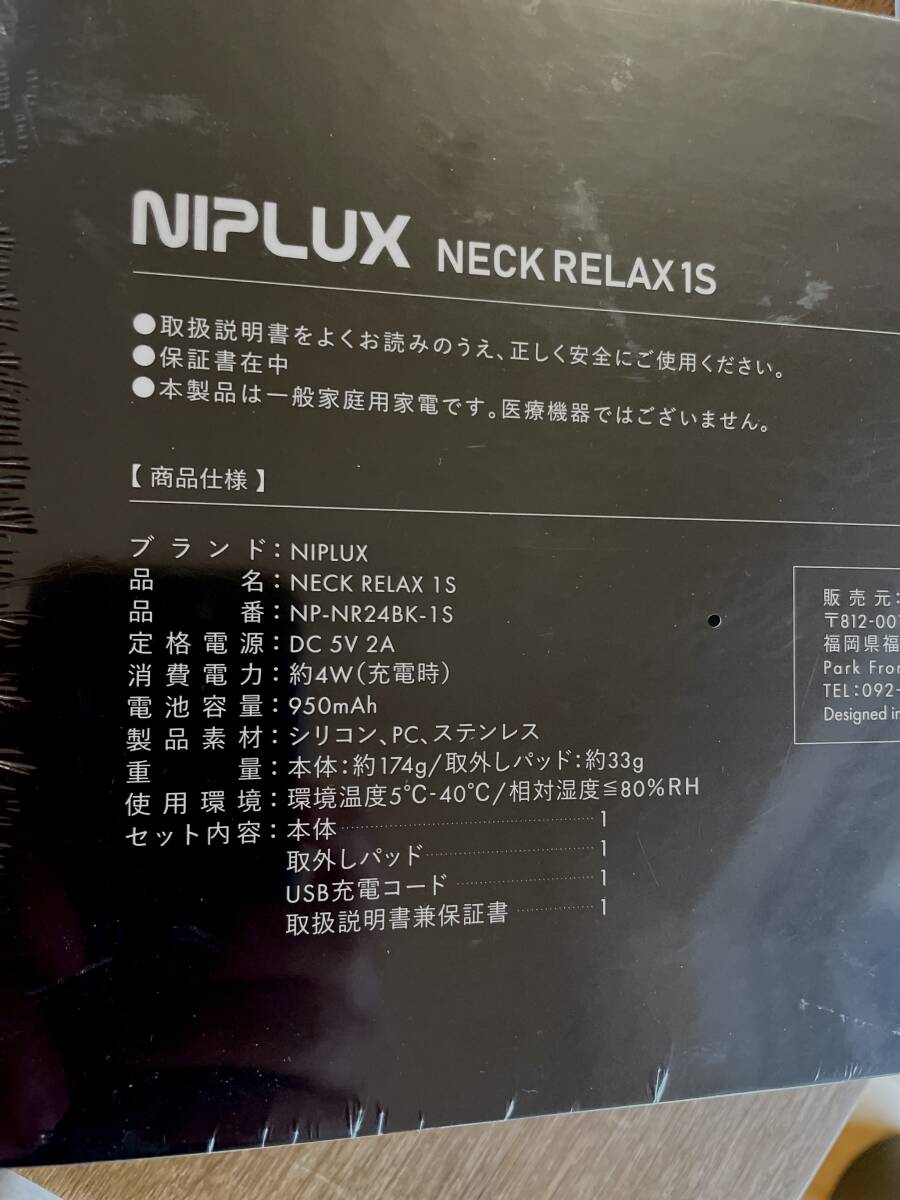 NIPLUX NECK RELAX 1S
●取扱説明書をよくお読みのうえ、正しく安全にご使用ください。
●保証書在中
●本製品は一般家庭用家電です。医療機器ではございません。
【 商品仕様 】
ブランド：NIPLUX
品名：NECK RELAX 1S
品番：NP-NR24BK-1S
定格電源：DC 5V 2A
消費電力：約4W（充電時）
電池容量：950mAh
製品素材：シリコン、PC、ステンレス
重量：本体：約174g/取外しパッド：約33g
使用環境：環境温度5℃-40℃/相対湿度≦80%RH
セット内容：本体 1
取外しパッド 1
USB充電コード 1
取扱説明書兼保証書 1
販売元：
〒812-001
福岡県福
Park Fron
TEL：092-
Designed in